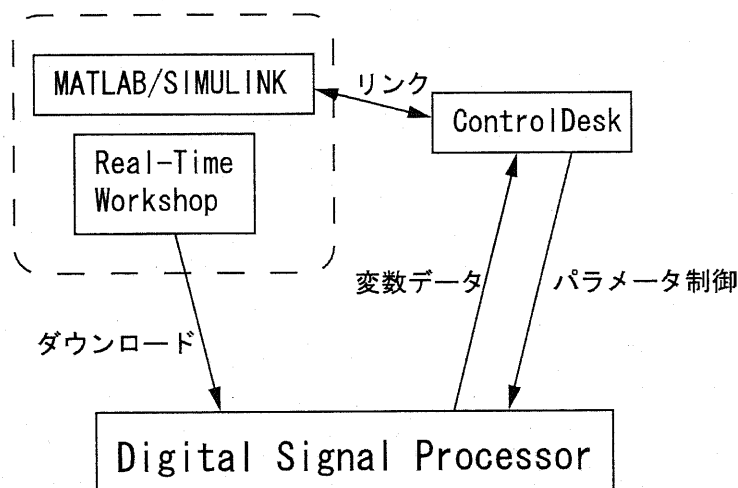 MATLAB/SIMULINK
リンク
ControlDesk
Real-Time
Workshop
変数データ
パラメータ制御
ダウンロード
Digital Signal Processor